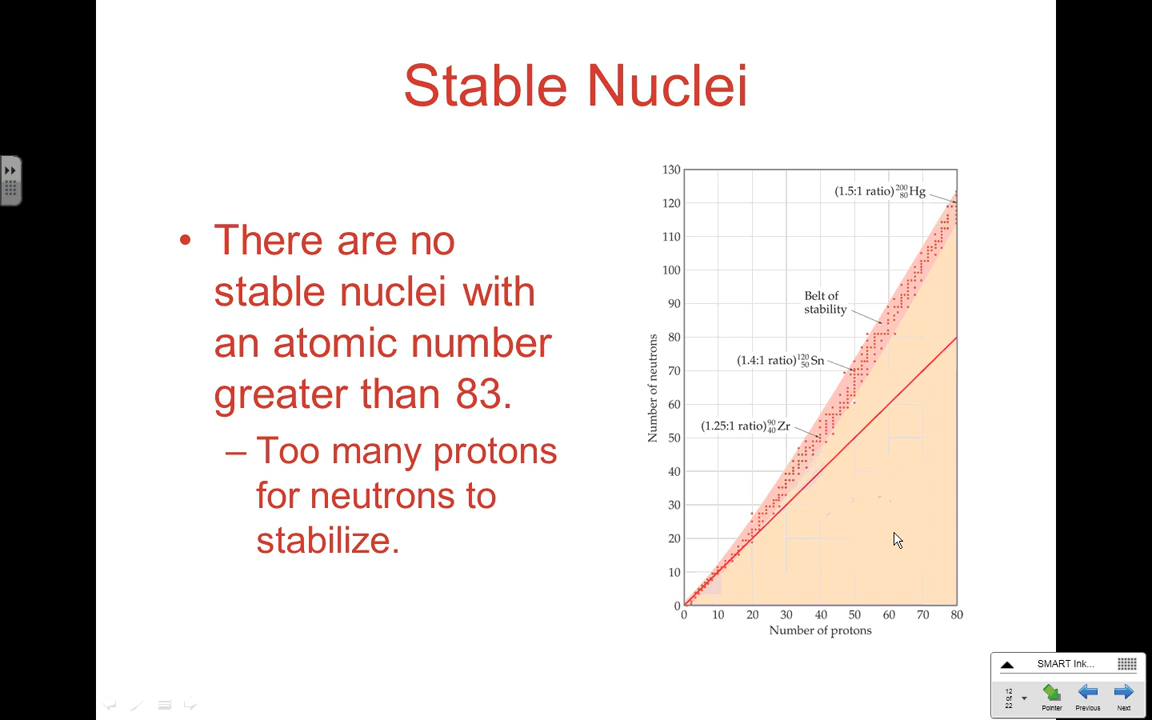 Stable Nuclei
• There are no
stable nuclei with
an atomic number
greater than 83.
– Too many protons
for neutrons to
stabilize.
130
120
110
100
90
80
70
60
50
40
30
20
10
0
Number of neutrons
(1.5:1 ratio) 200 80 Hg
Belt of
stability
(1.4:1 ratio) 120 50 Sn
(1.25:1 ratio) 90 40 Zr
0 10 20 30 40 50 60 70 80
Number of protons
SMART Ink...
12
of
22
Pointer Previous Next